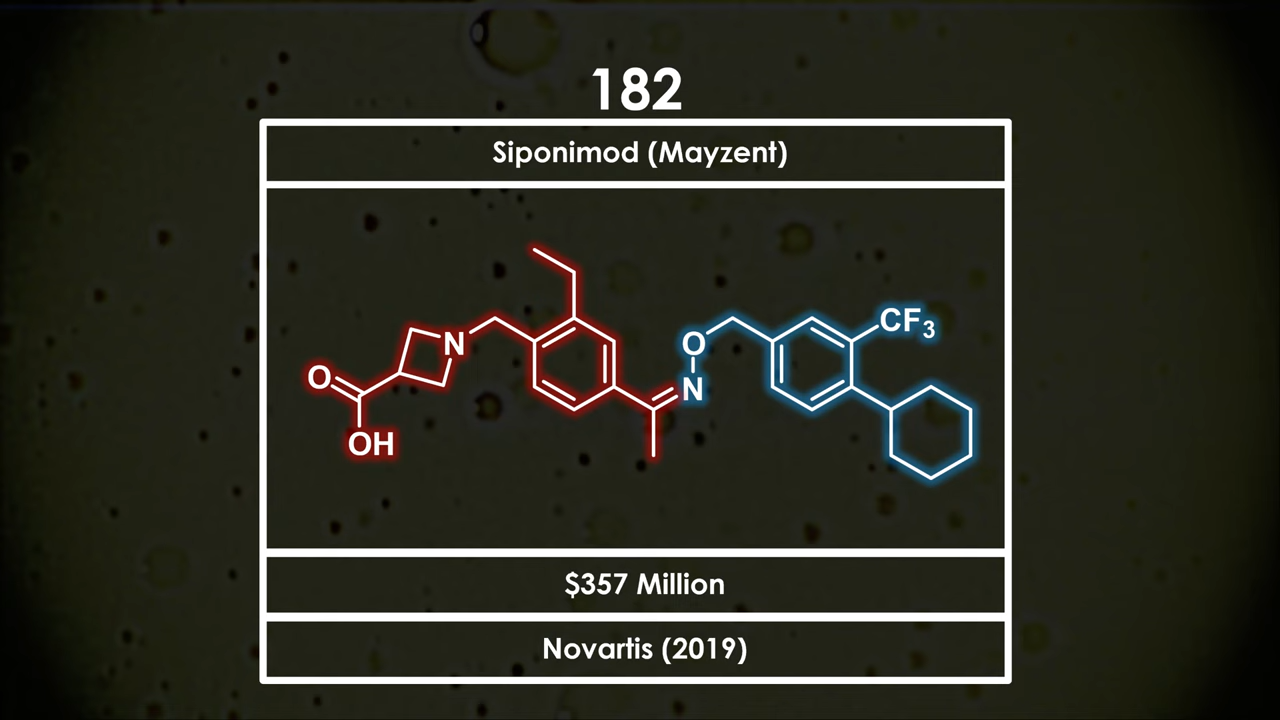 182
Siponimod (Mayzent)
CF3
O
N
O
N
OH
$357 Million
Novartis (2019)